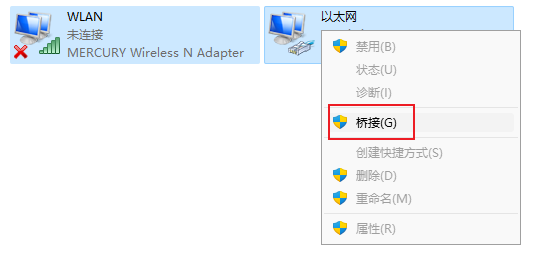 WLAN
未连接
MERCURY Wireless N Adapter
以太网
禁用(B)
状态(U)
诊断(I)
桥接(G)
创建快捷方式(S)
删除(D)
重命名(M)
属性(R)